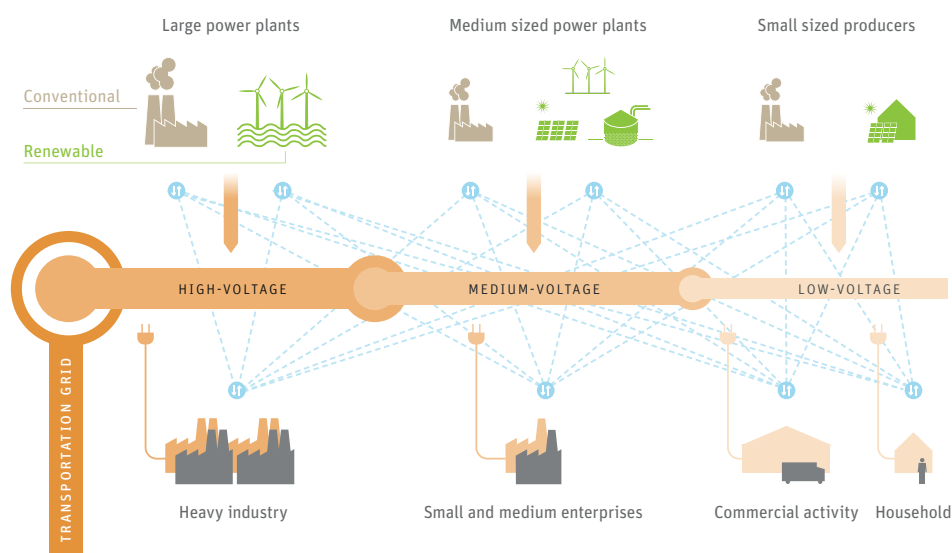 Large power plants
Medium sized power plants
Small sized producers
Conventional
Renewable
HIGH-VOLTAGE
MEDIUM-VOLTAGE
LOW-VOLTAGE
TRANSPORTATION GRID
Heavy industry
Small and medium enterprises
Commercial activity
Household